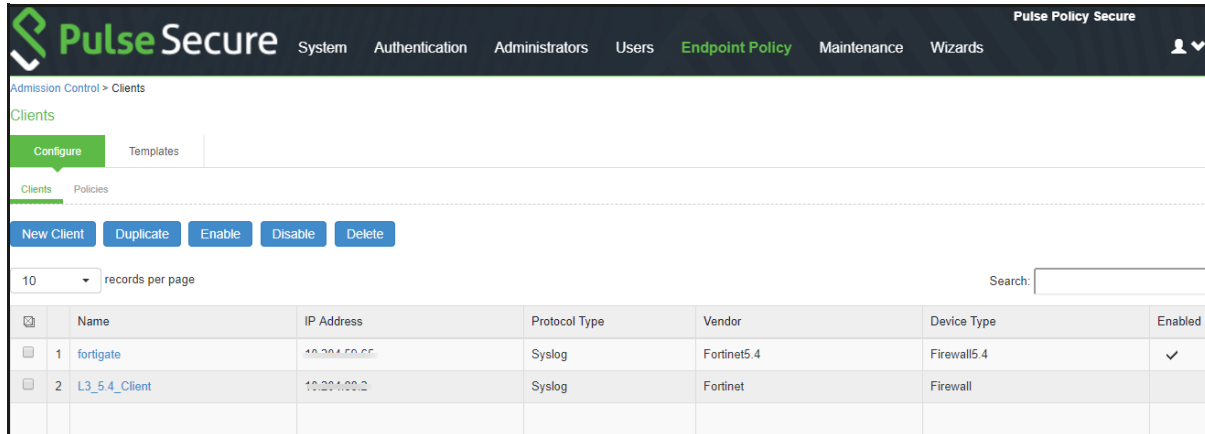 Pulse Policy Secure
Pulse Secure System Authentication Administrators Users Endpoint Policy Maintenance Wizards
Admission Control > Clients
Clients
Configure Templates
Clients Policies
New Client Duplicate Enable Disable Delete
10 records per page Search:
Name IP Address Protocol Type Vendor Device Type Enabled
1 fortigate Syslog Fortinet5.4 Firewall5.4
2 L3_5.4_Client Syslog Fortinet Firewall